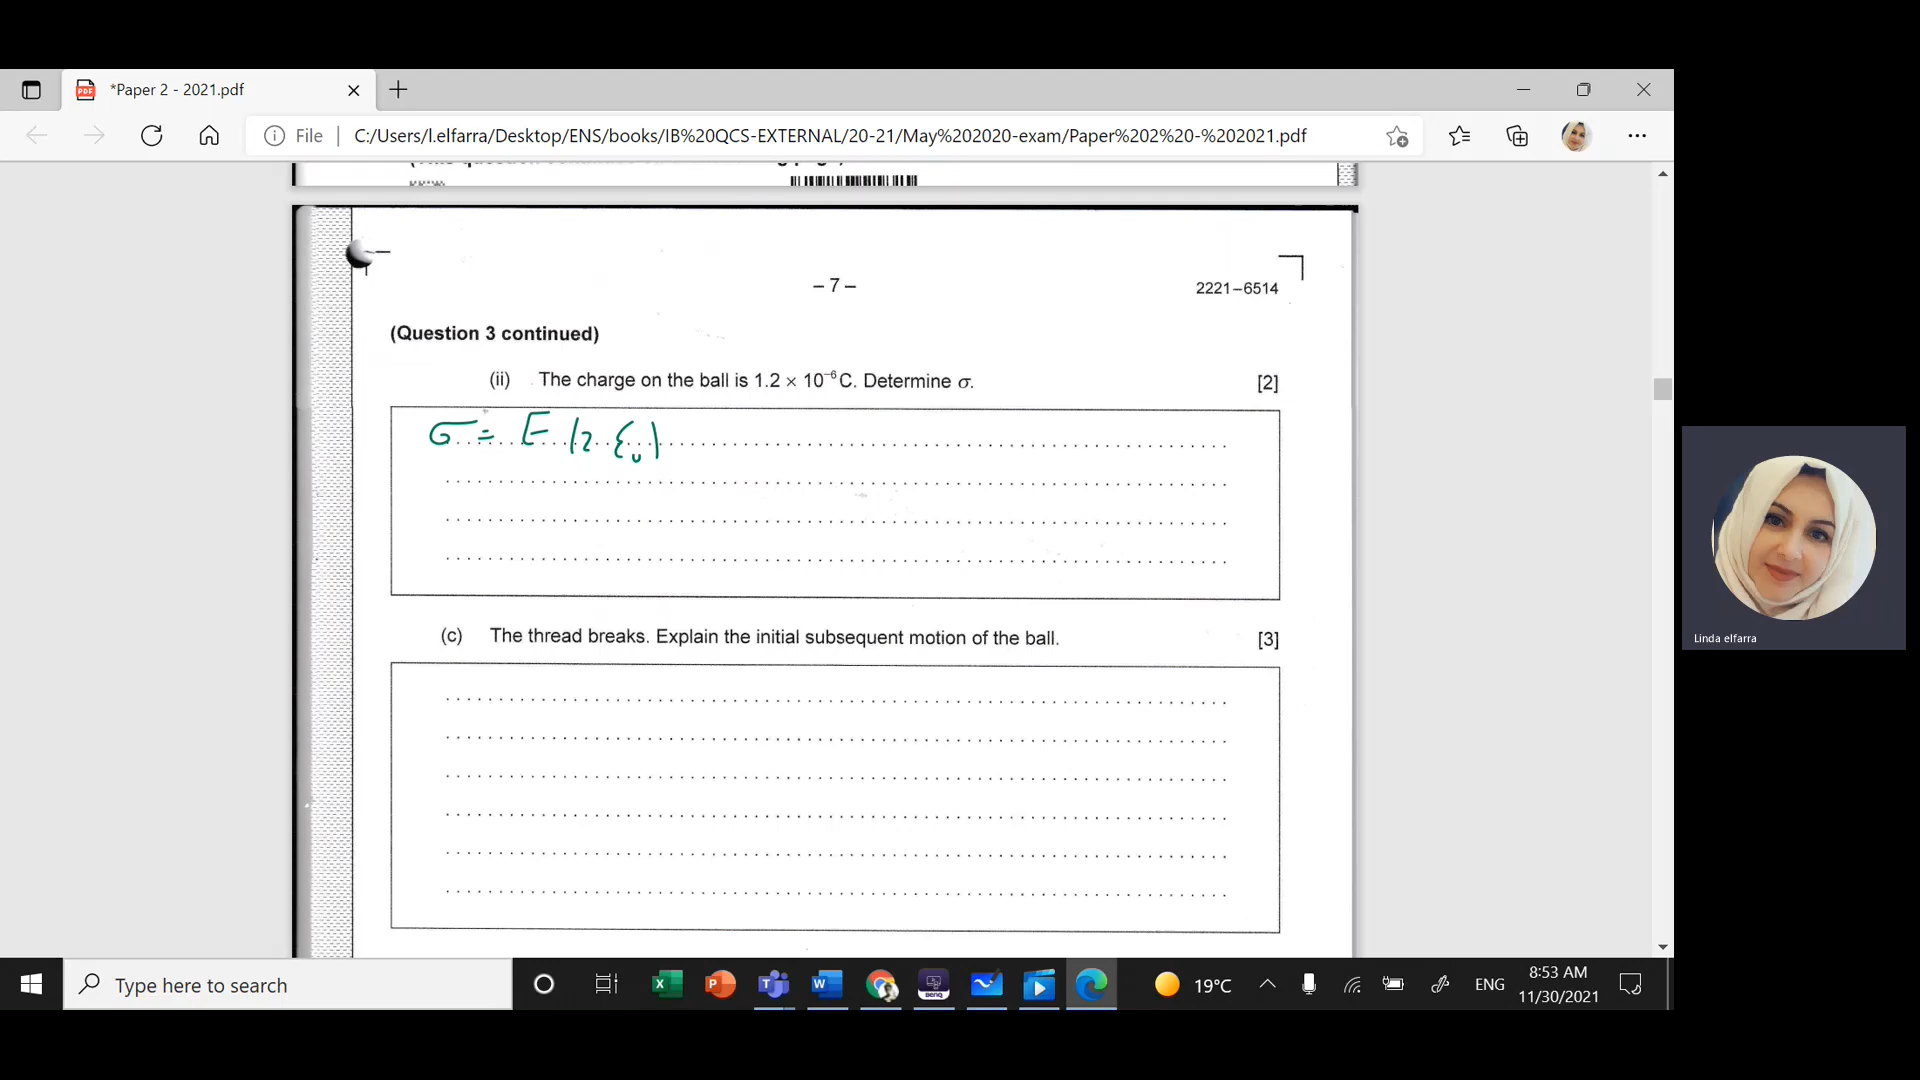 *Paper 2 - 2021.pdf
File
C:/Users/l.elfarra/Desktop/ENS/books/IB%20QCS-EXTERNAL/20-21/May%202020-exam/Paper%202%20-%202021.pdf
– 7 –
2221–6514
(Question 3 continued)
(ii) The charge on the ball is 1.2 × 10⁻⁶ C. Determine σ. [2]
σ = E (2 ε₀)
(c) The thread breaks. Explain the initial subsequent motion of the ball. [3]
Linda elfarra
Type here to search
BENQ
19°C
ENG
8:53 AM
11/30/2021